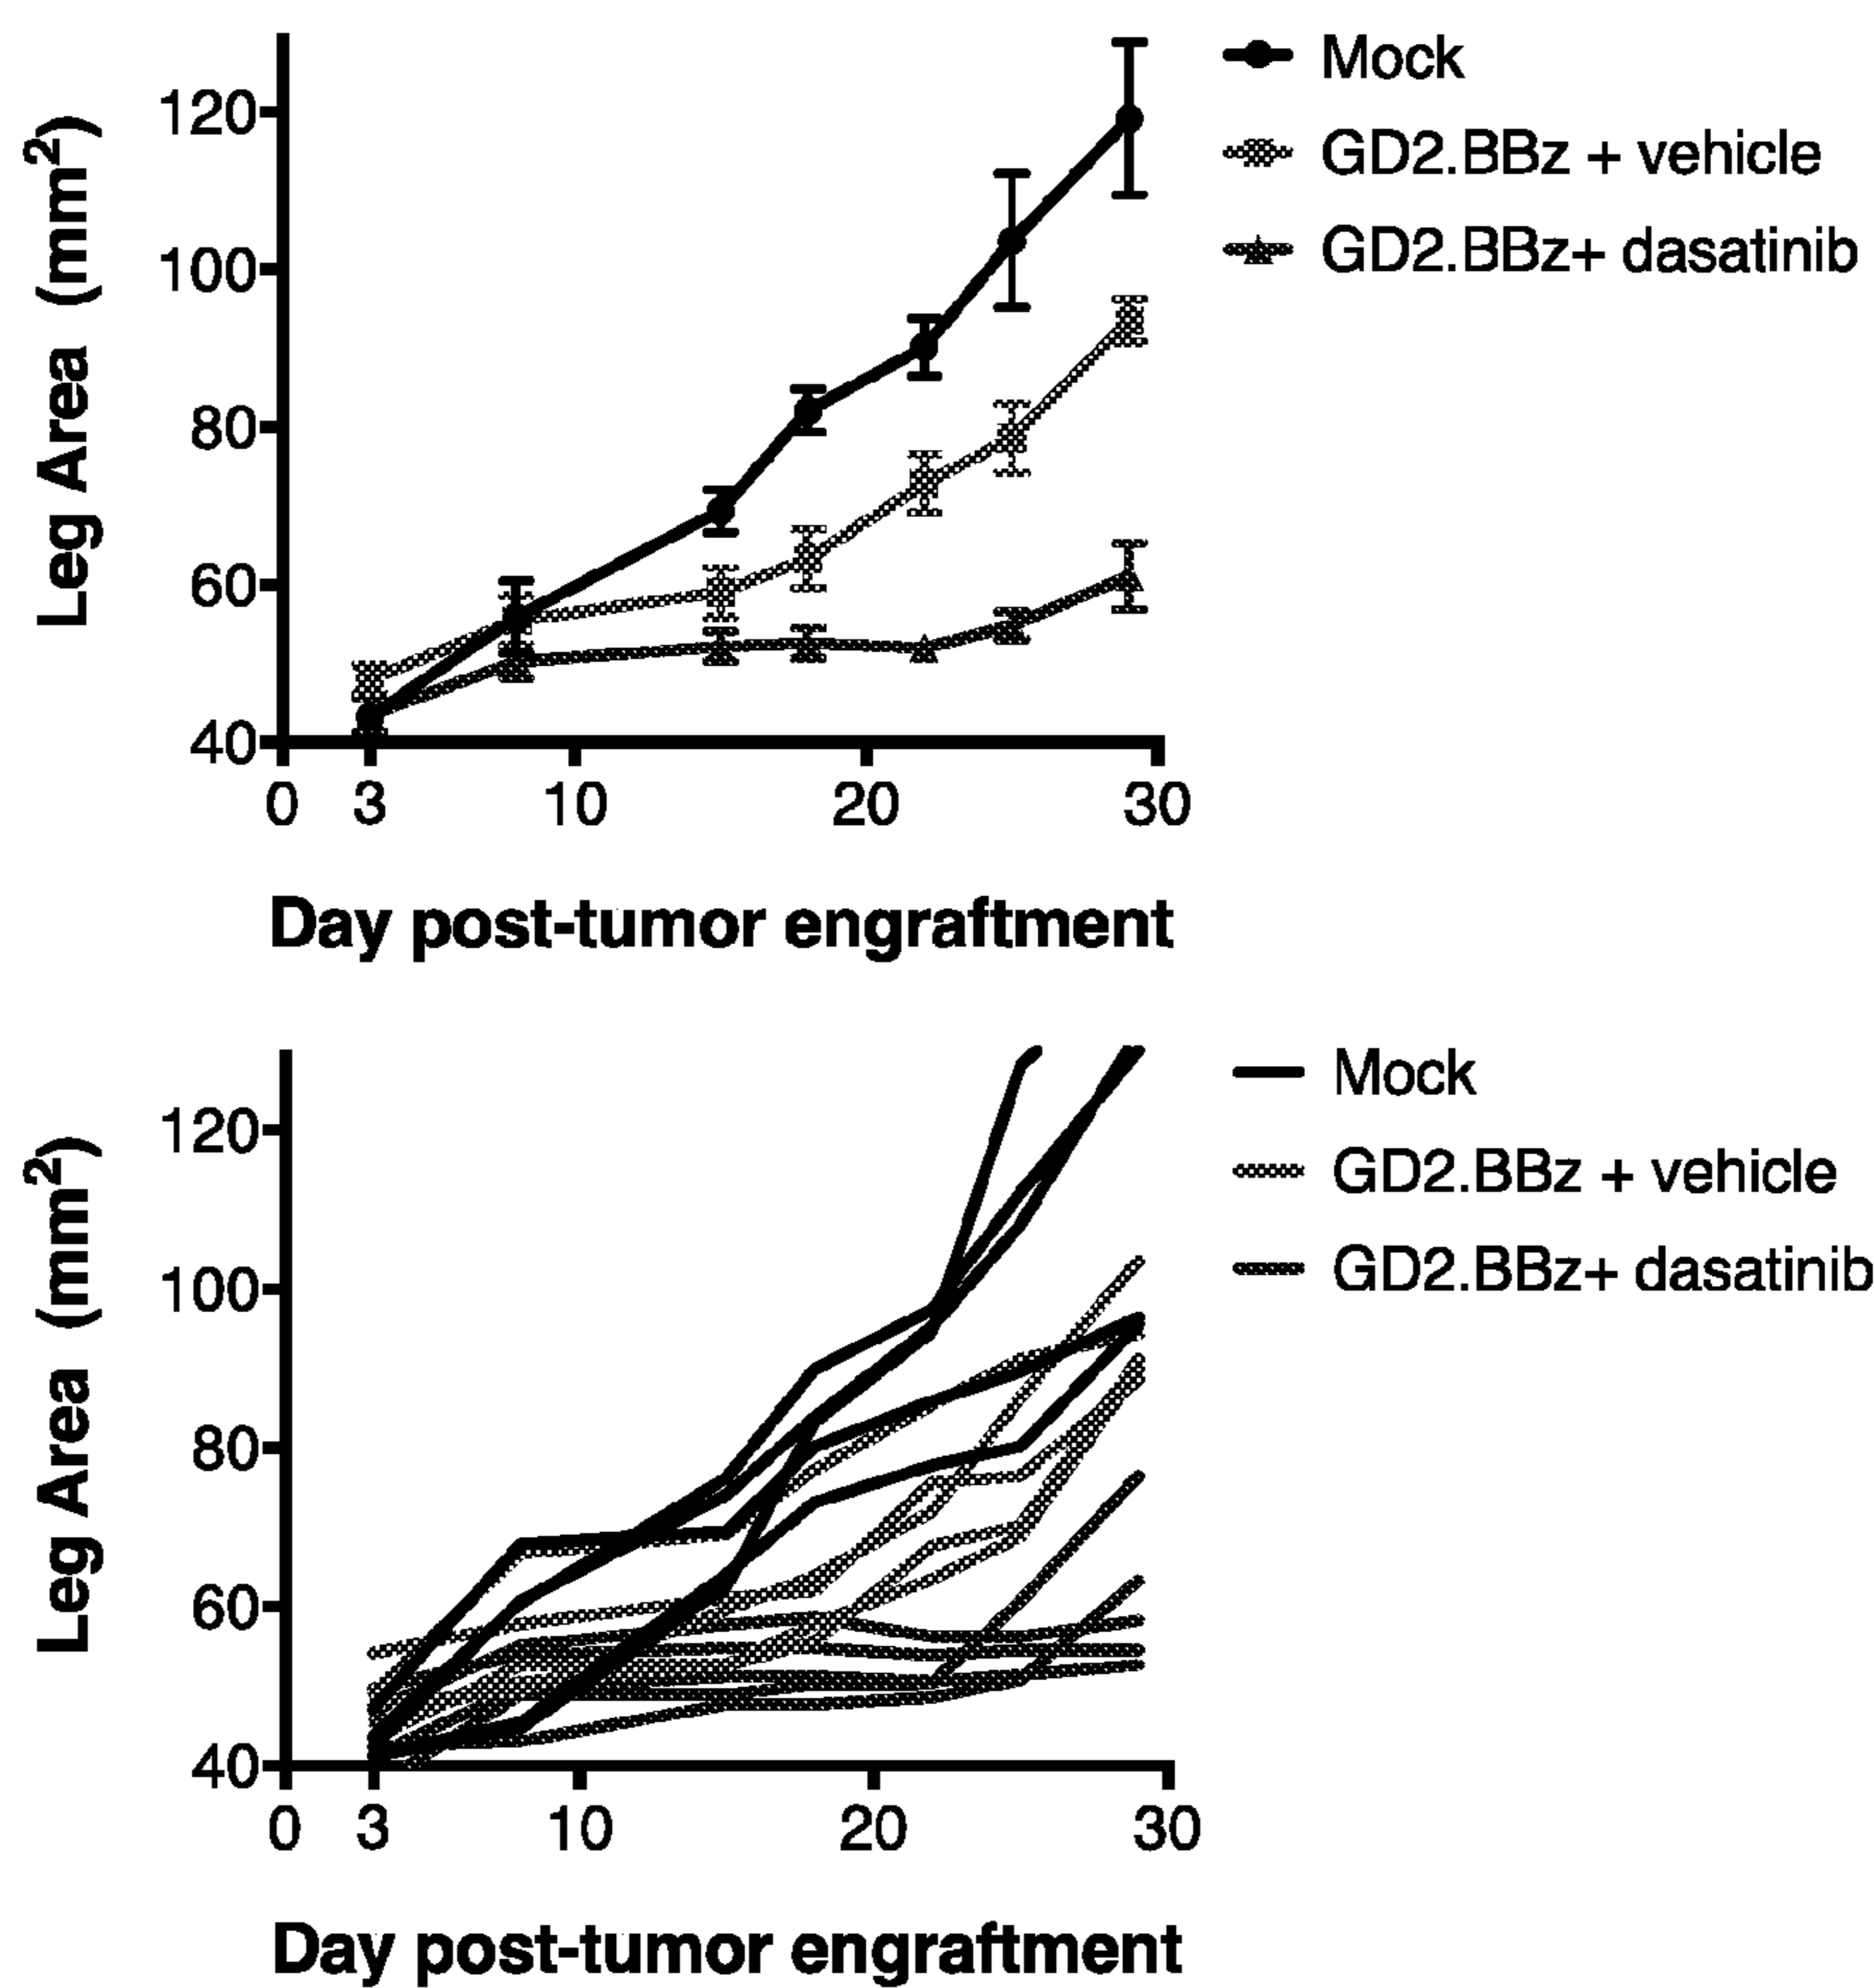 Leg Area (mm²)
120
100
80
60
40
0 3 10 20 30
Day post-tumor engraftment
Mock
GD2.BBz + vehicle
GD2.BBz+ dasatinib
Leg Area (mm²)
120
100
80
60
40
0 3 10 20 30
Day post-tumor engraftment
Mock
GD2.BBz + vehicle
GD2.BBz+ dasatinib